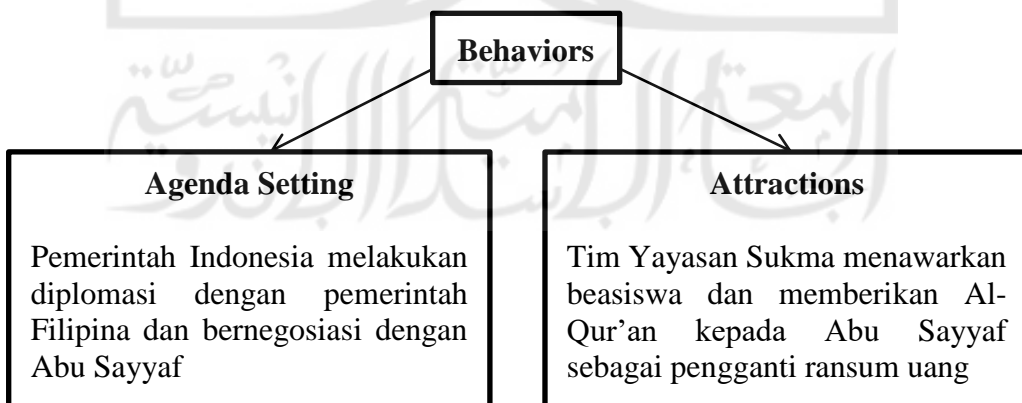 Behaviors
Agenda Setting
Pemerintah Indonesia melakukan
diplomasi dengan pemerintah
Filipina dan bernegosiasi dengan
Abu Sayyaf
Attractions
Tim Yayasan Sukma menawarkan
beasiswa dan memberikan Al-
Qur’an kepada Abu Sayyaf
sebagai pengganti ransum uang